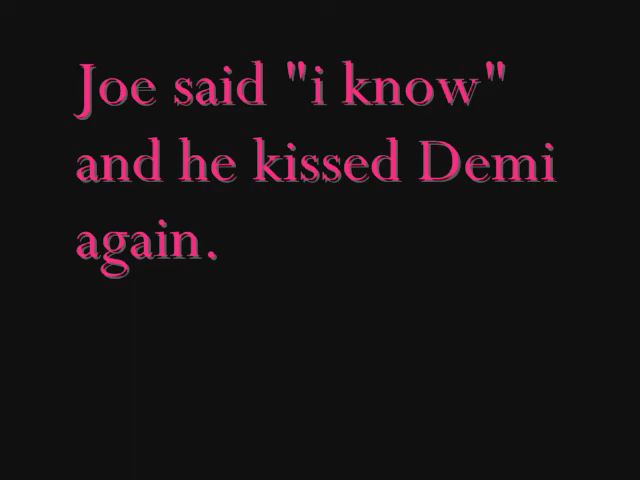 Joe said "i know"
and he kissed Demi
again.